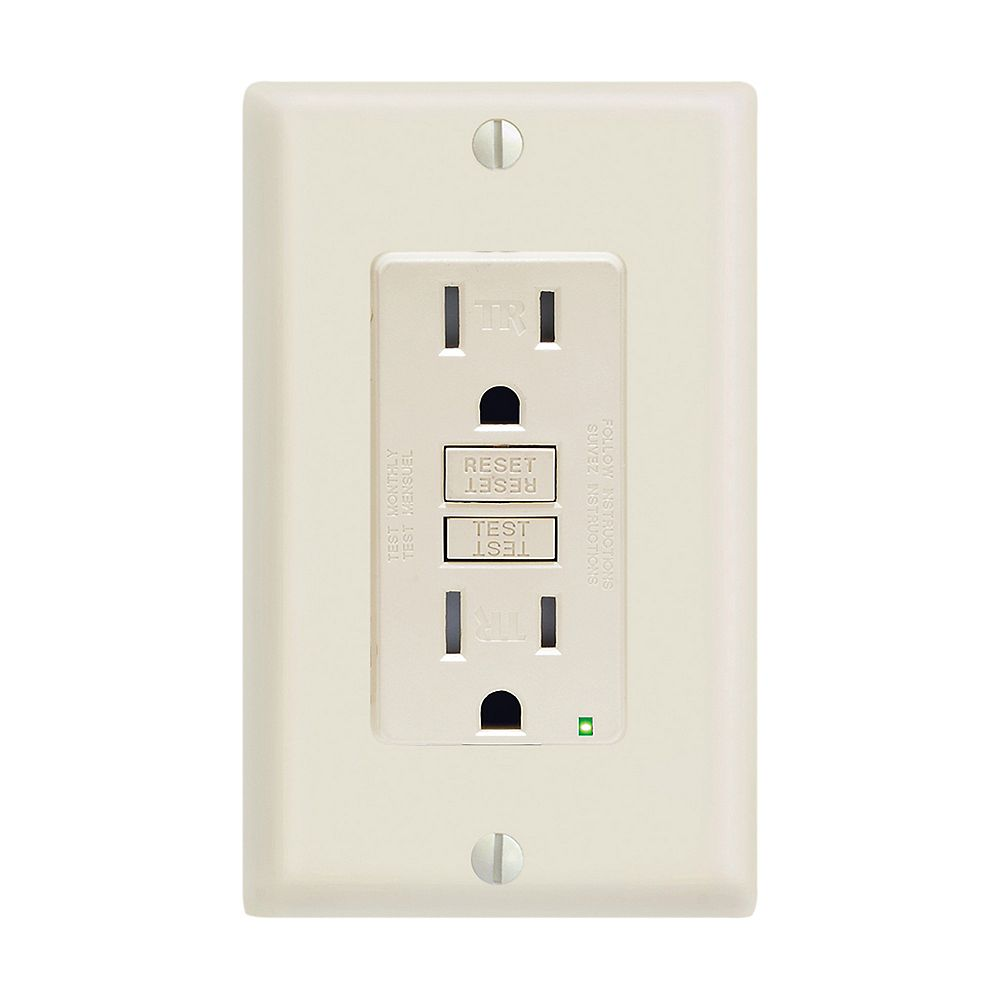 TR
RESET
RESET
TEST
TEST
TEST MONTHLY
TEST MENSUEL
FOLLOW INSTRUCTIONS
SUIVEZ INSTRUCTIONS
TR